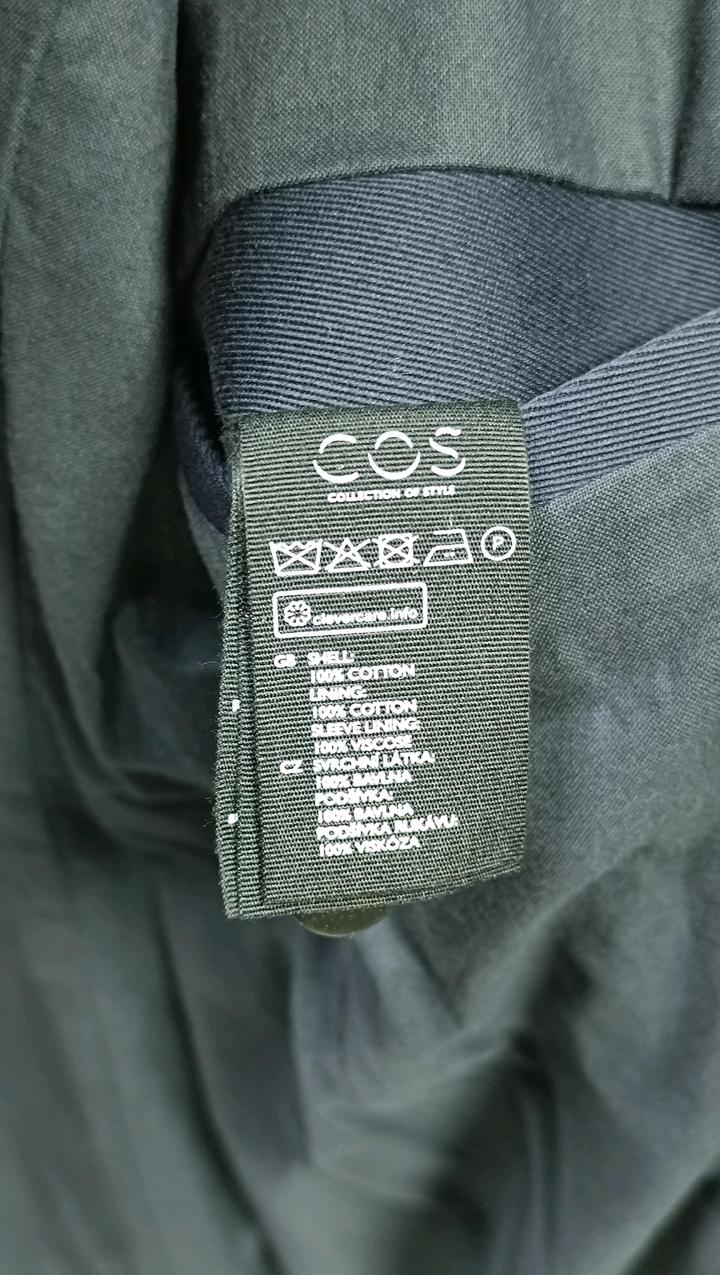 COS
COLLECTION OF STYLE
P
clevercare.info
GB SHELL:
100% COTTON
LINING:
100% COTTON
SLEEVE LINING:
100% VISCOSE
CZ SVRCHNÍ LÁTKA:
100% BAVLNA
PODŠÍVKA:
100% BAVLNA
PODŠÍVKA RUKÁVU:
100% VISKÓZA